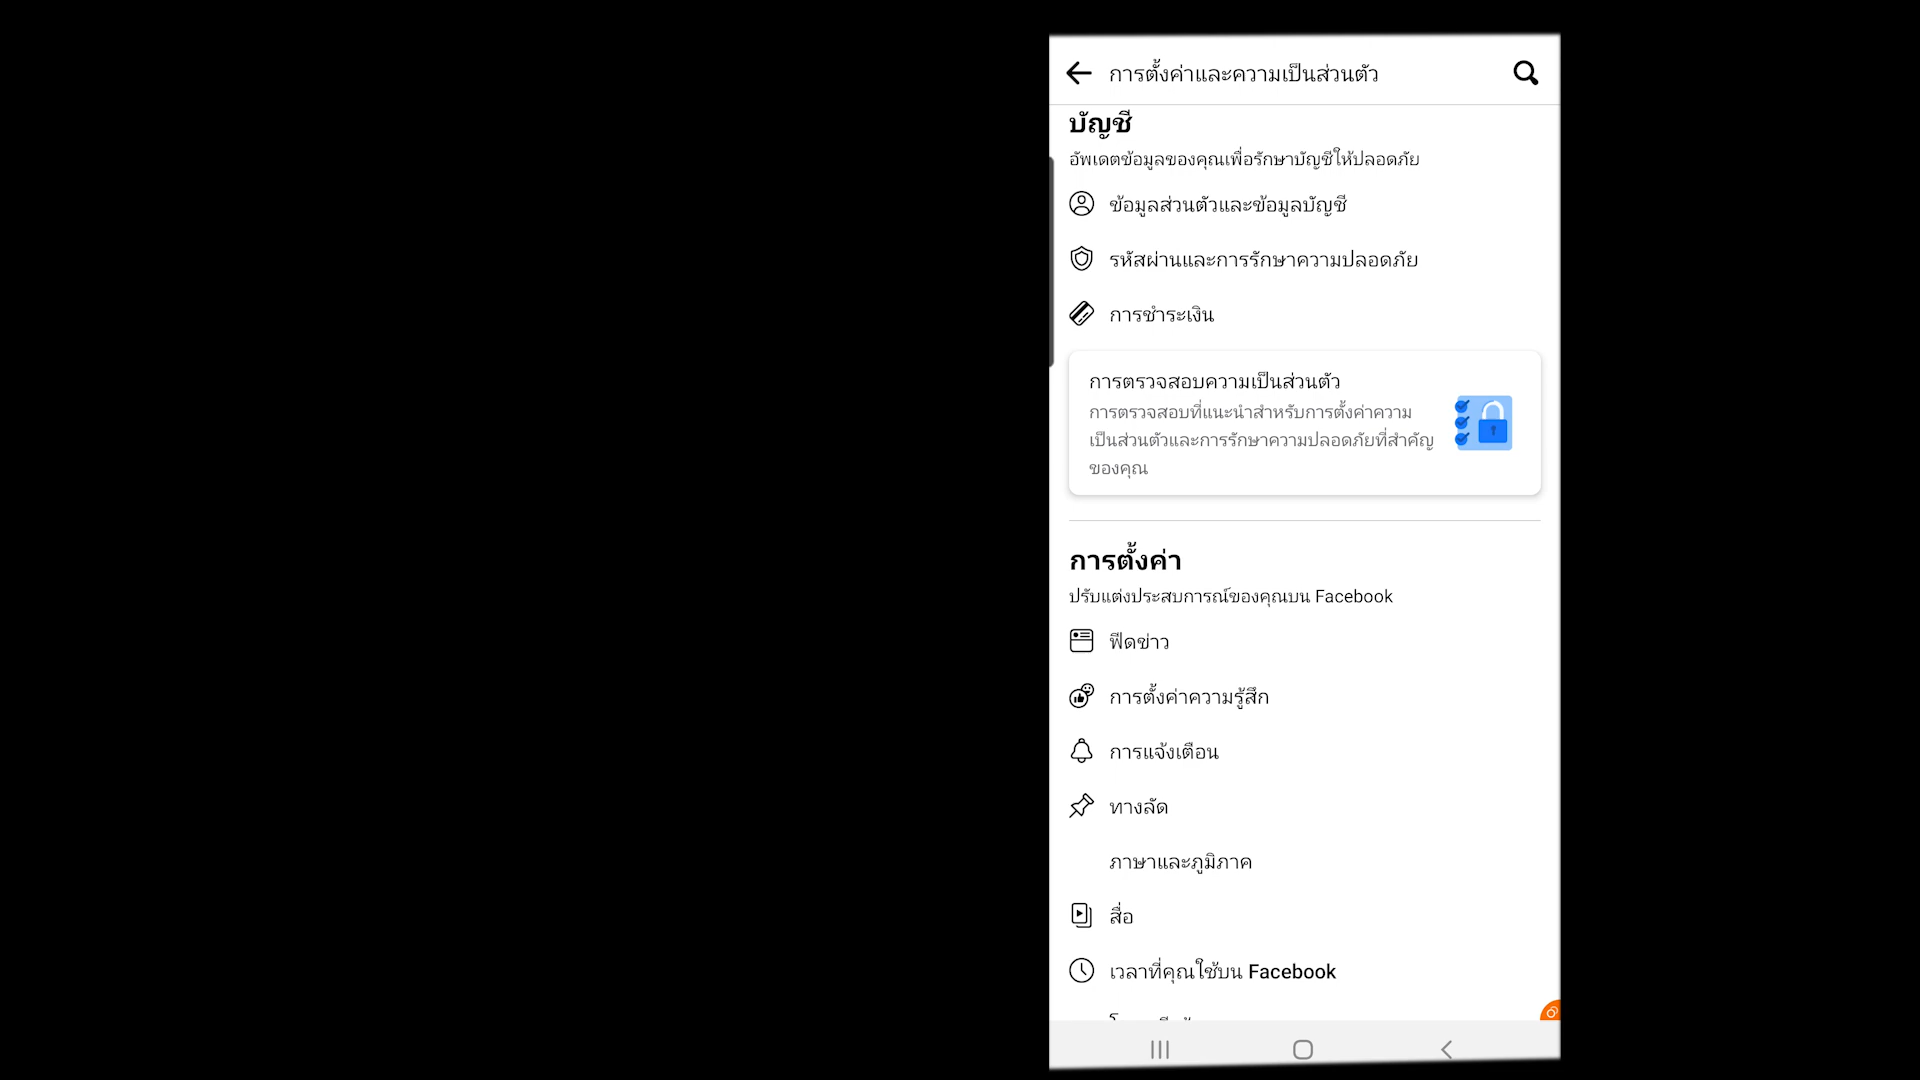 การตั้งค่าและความเป็นส่วนตัว
บัญชี
อัพเดตข้อมูลของคุณเพื่อรักษาบัญชีให้ปลอดภัย
ข้อมูลส่วนตัวและข้อมูลบัญชี
รหัสผ่านและการรักษาความปลอดภัย
การชำระเงิน
การตรวจสอบความเป็นส่วนตัว
การตรวจสอบที่แนะนำสำหรับการตั้งค่าความ
เป็นส่วนตัวและการรักษาความปลอดภัยที่สำคัญ
ของคุณ
การตั้งค่า
ปรับแต่งประสบการณ์ของคุณบน Facebook
ฟีดข่าว
การตั้งค่าความรู้สึก
การแจ้งเตือน
ทางลัด
ภาษาและภูมิภาค
สื่อ
เวลาที่คุณใช้บน Facebook